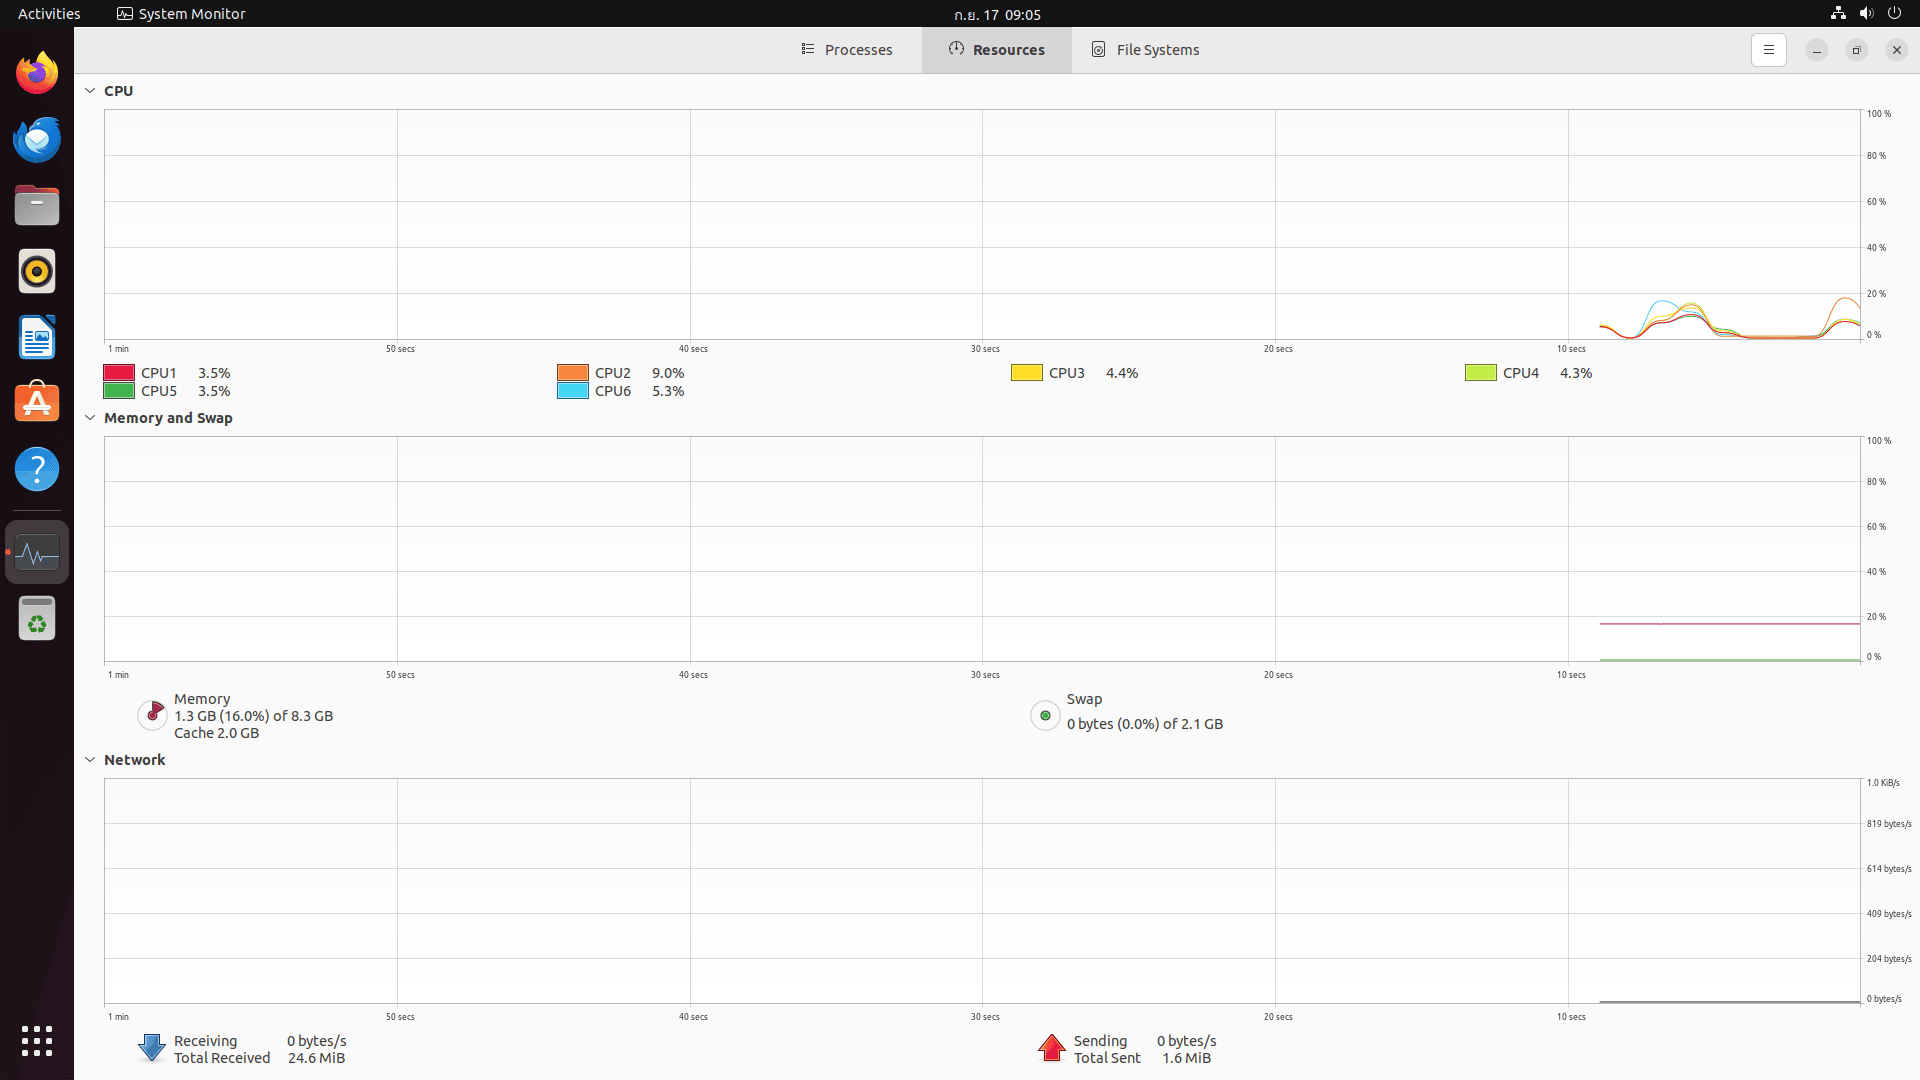 Activities System Monitor ก.ย. 17 09:05
Processes Resources File Systems
CPU
100 %
80 %
60 %
40 %
20 %
0 %
1 min 50 secs 40 secs 30 secs 20 secs 10 secs
CPU1 3.5% CPU2 9.0% CPU3 4.4% CPU4 4.3%
CPU5 3.5% CPU6 5.3%
Memory and Swap
100 %
80 %
60 %
40 %
20 %
0 %
1 min 50 secs 40 secs 30 secs 20 secs 10 secs
Memory
1.3 GB (16.0%) of 8.3 GB
Cache 2.0 GB
Swap
0 bytes (0.0%) of 2.1 GB
Network
1.0 KiB/s
819 bytes/s
614 bytes/s
409 bytes/s
204 bytes/s
0 bytes/s
1 min 50 secs 40 secs 30 secs 20 secs 10 secs
Receiving 0 bytes/s
Total Received 24.6 MiB
Sending 0 bytes/s
Total Sent 1.6 MiB